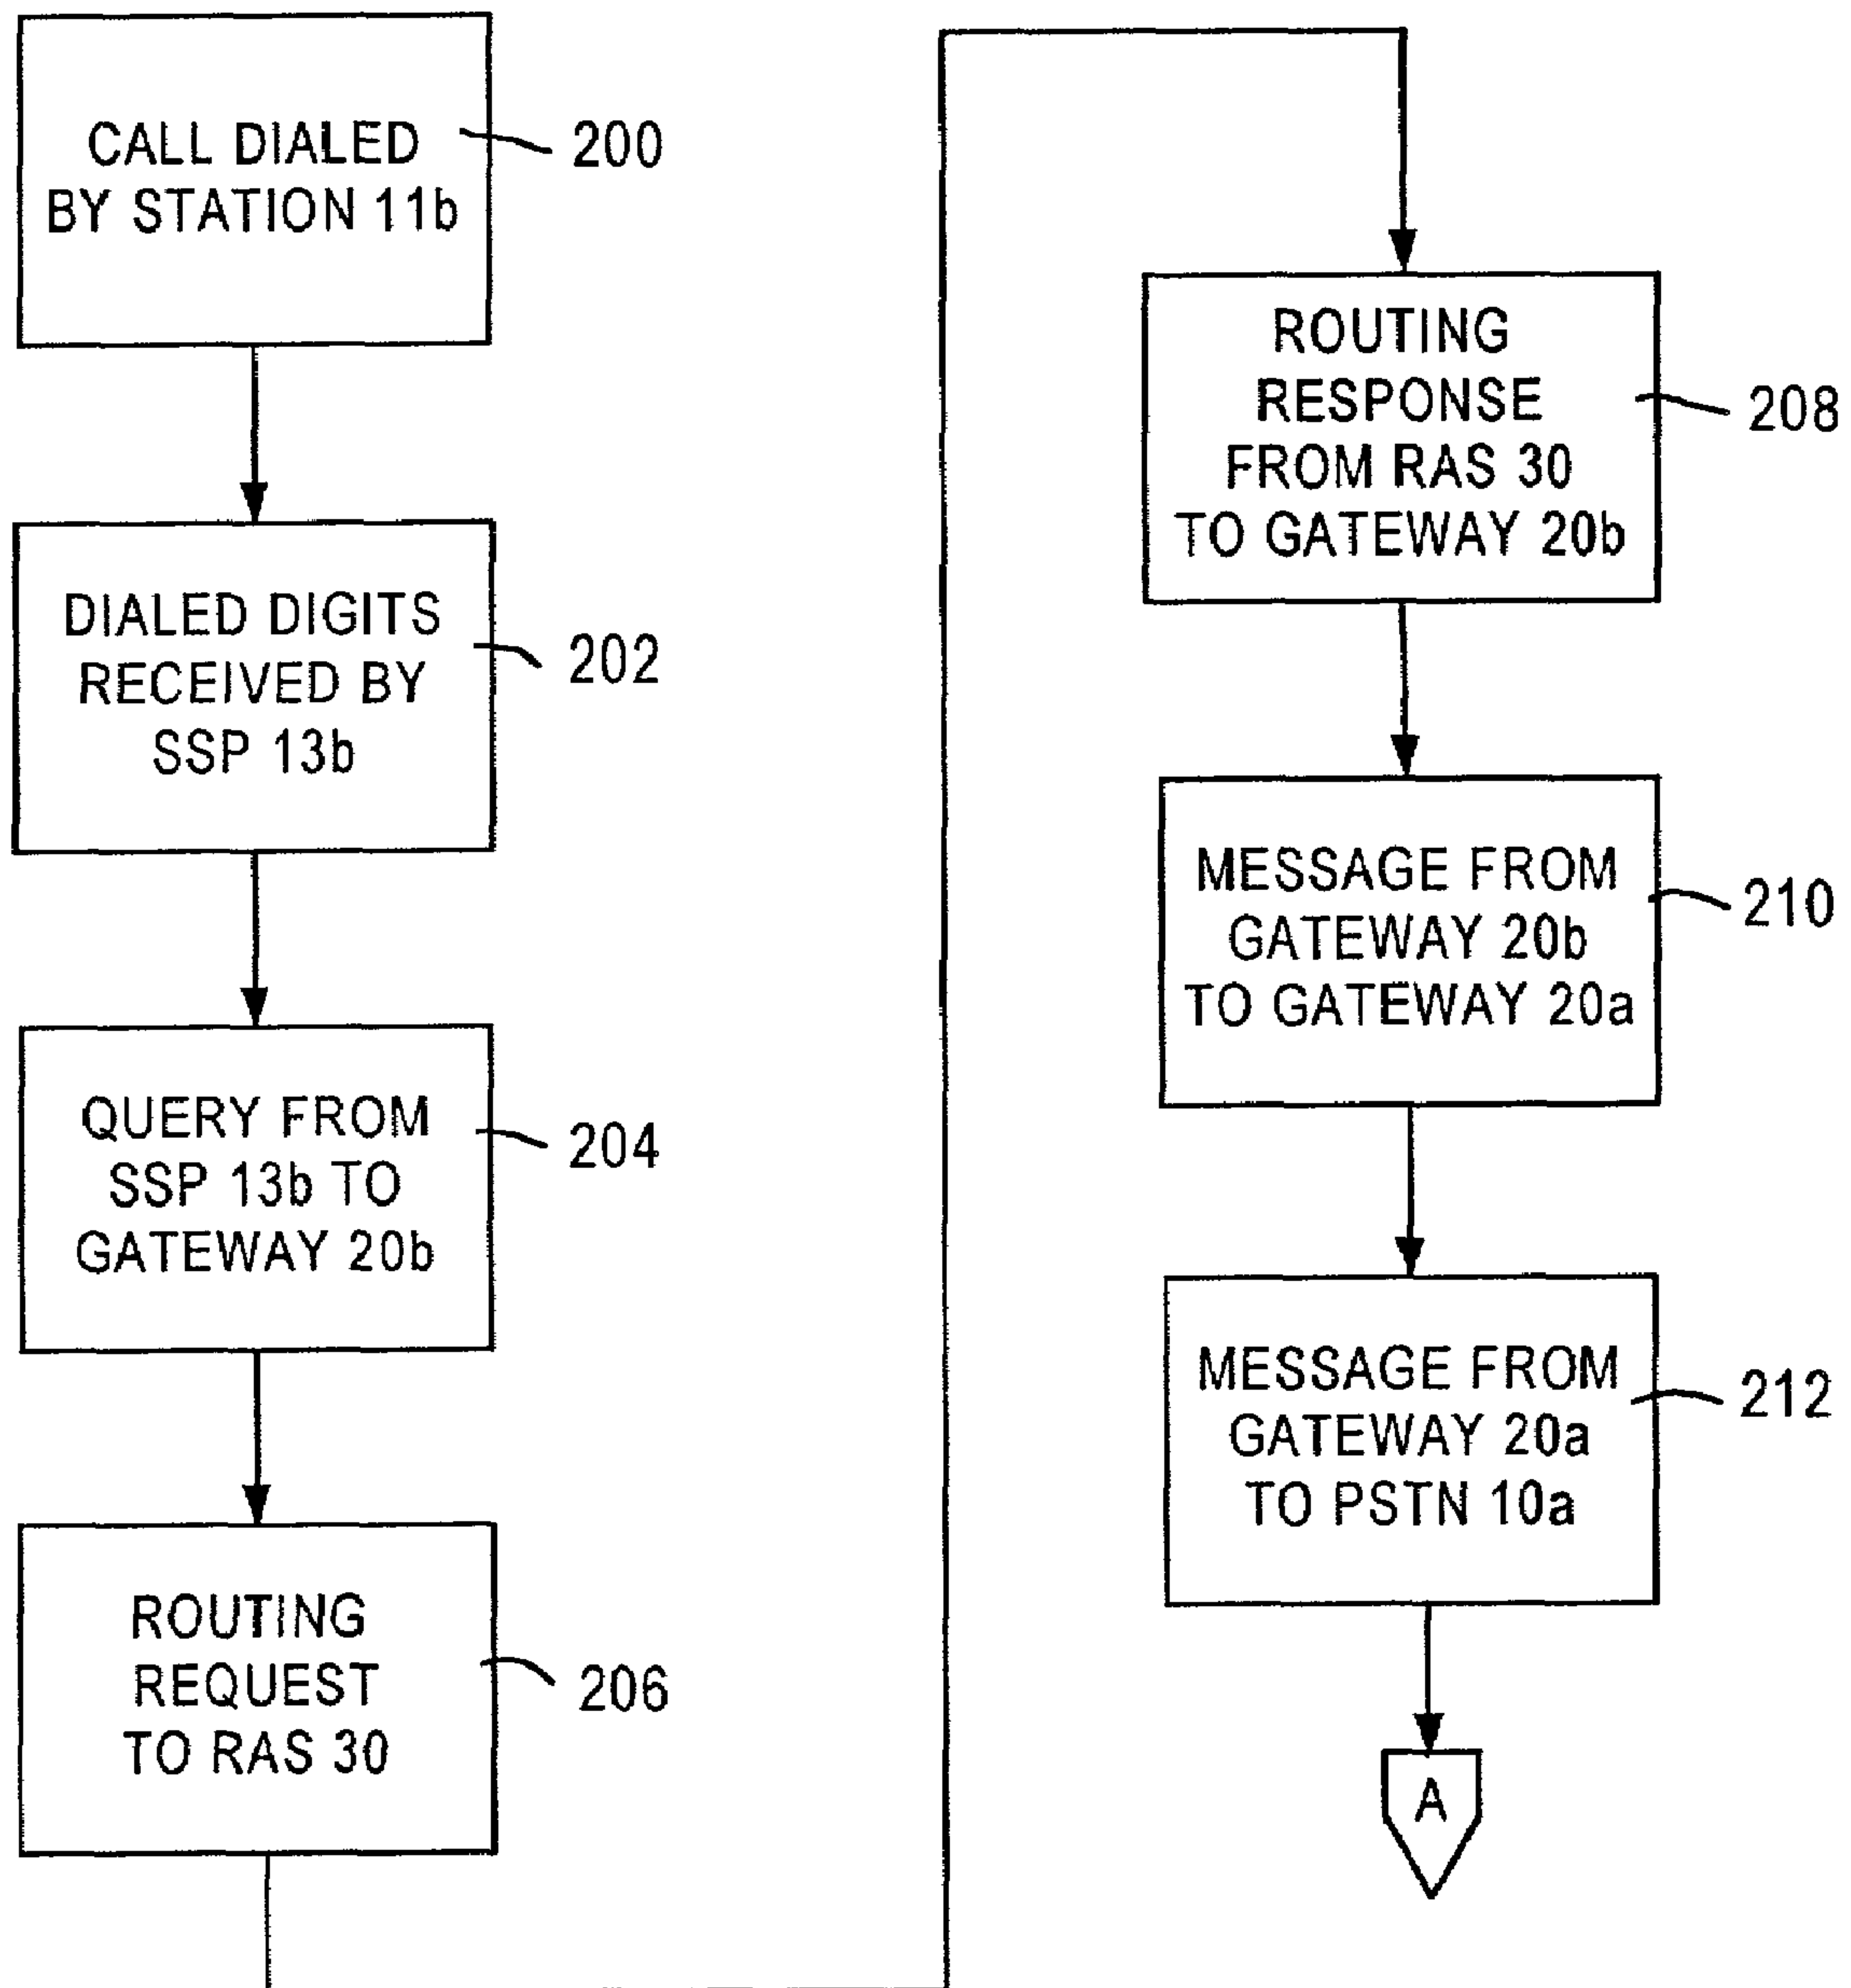 CALL DIALED
BY STATION 11b
200
DIALED DIGITS
RECEIVED BY
SSP 13b
202
QUERY FROM
SSP 13b TO
GATEWAY 20b
204
ROUTING
REQUEST
TO RAS 30
206
ROUTING
RESPONSE
FROM RAS 30
TO GATEWAY 20b
208
MESSAGE FROM
GATEWAY 20b
TO GATEWAY 20a
210
MESSAGE FROM
GATEWAY 20a
TO PSTN 10a
212
A